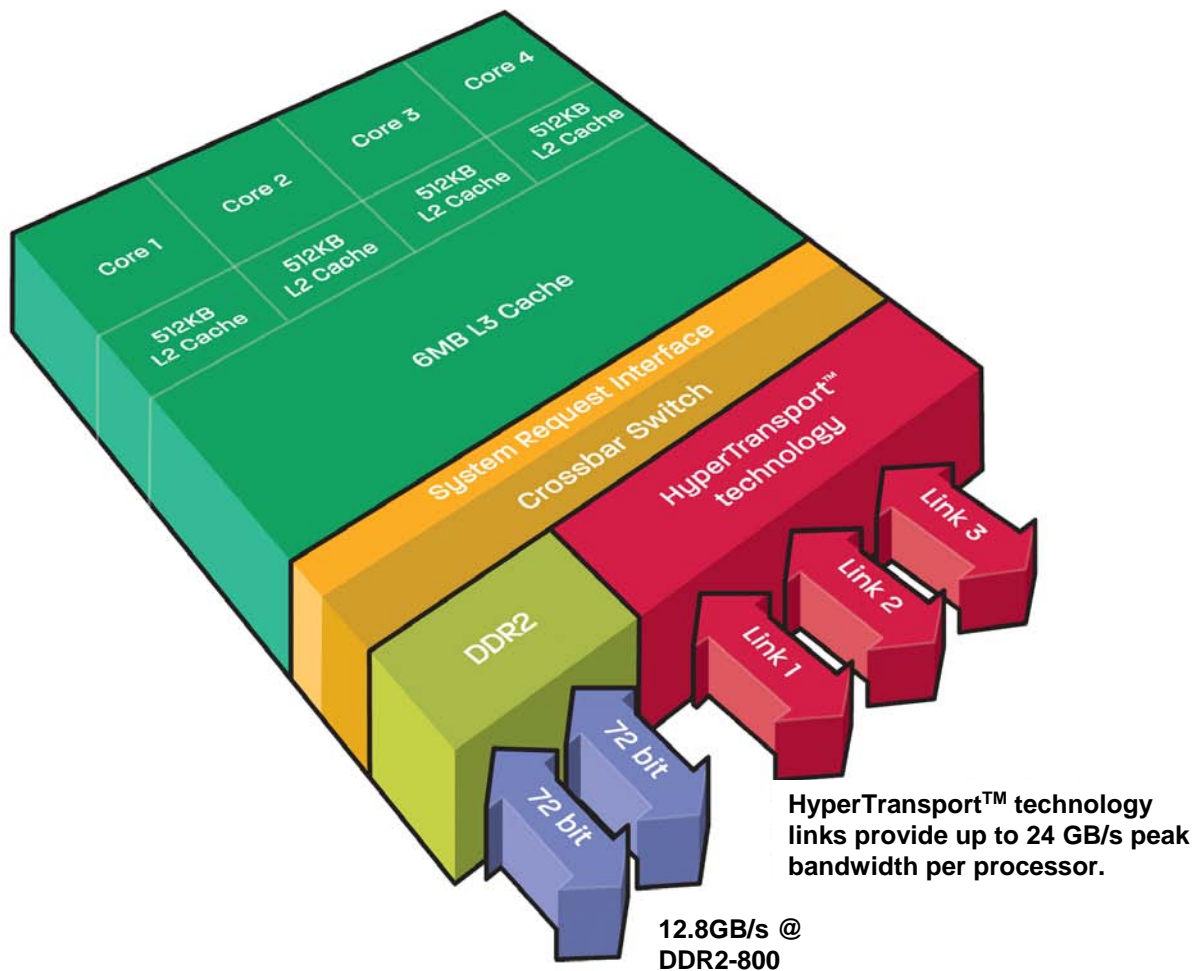 Core 1
Core 2
Core 3
Core 4
512KB
L2 Cache
512KB
L2 Cache
512KB
L2 Cache
512KB
L2 Cache
6MB L3 Cache
System Request Interface
Crossbar Switch
HyperTransport™
technology
DDR2
Link 1
Link 2
Link 3
72 bit
72 bit
HyperTransport™ technology
links provide up to 24 GB/s peak
bandwidth per processor.
12.8GB/s @
DDR2-800